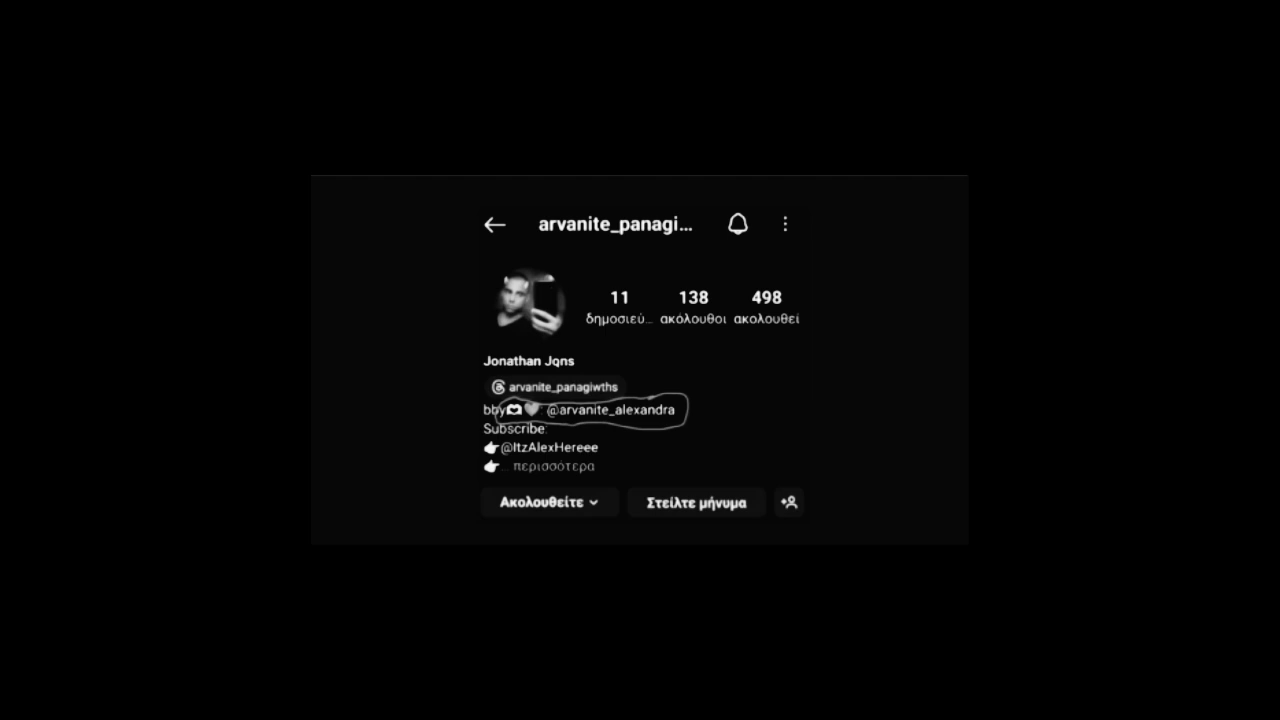 arvanite_panagi...
11 138 498
δημοσιεύ... ακόλουθοι ακολουθεί
Jonathan Jqns
arvanite_panagiwths
bby🫶🩶: @arvanite_alexandra
Subscribe:
👉@ItzAlexHereee
👉... περισσότερα
Ακολουθείτε Στείλτε μήνυμα